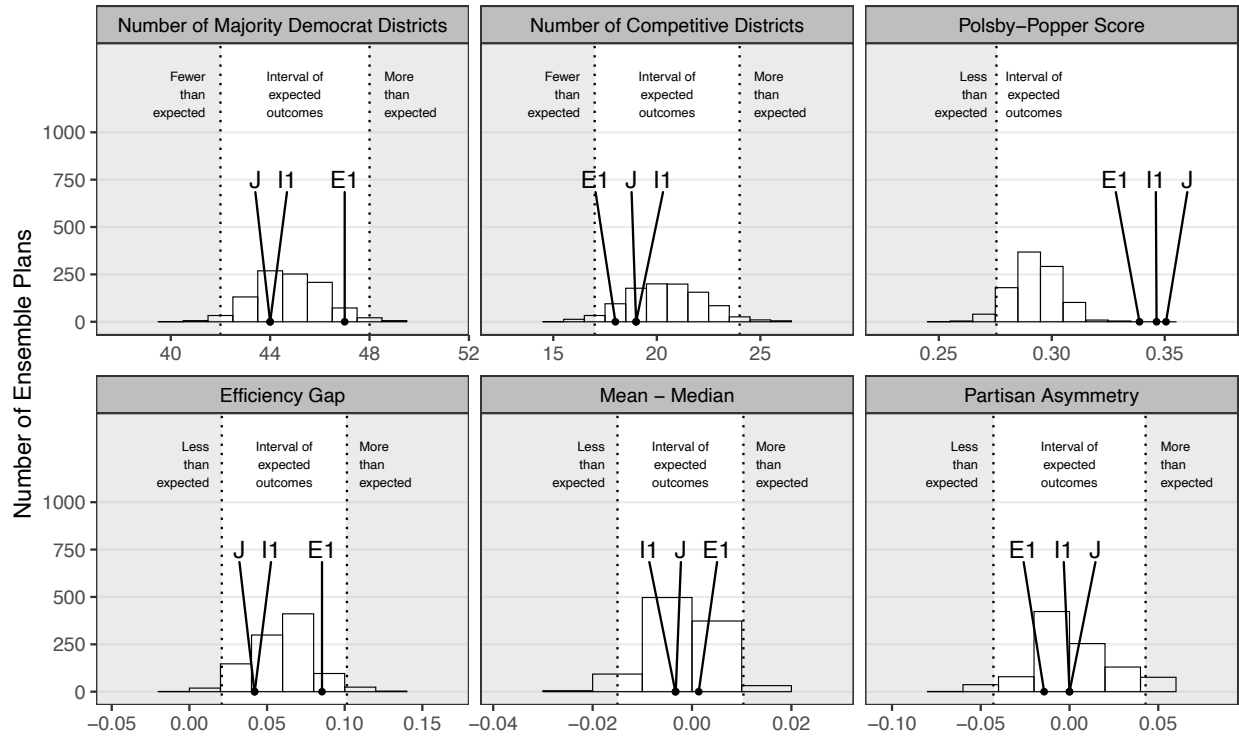 Number of Majority Democrat Districts
Number of Competitive Districts
Polsby−Popper Score
Fewer
than
expected
Interval of
expected
outcomes
More
than
expected
Fewer
than
expected
Interval of
expected
outcomes
More
than
expected
Less
than
expected
Interval of
expected
outcomes
1000
750
500
250
0
J I1 E1
E1 J I1
E1 I1 J
40 44 48 52
15 20 25
0.25 0.30 0.35
Number of Ensemble Plans
Efficiency Gap
Mean − Median
Partisan Asymmetry
Less
than
expected
Interval of
expected
outcomes
More
than
expected
Less
than
expected
Interval of
expected
outcomes
More
than
expected
Less
than
expected
Interval of
expected
outcomes
More
than
expected
1000
750
500
250
0
J I1 E1
I1 J E1
E1 I1 J
−0.05 0.00 0.05 0.10 0.15
−0.04 −0.02 0.00 0.02
−0.10 −0.05 0.00 0.05